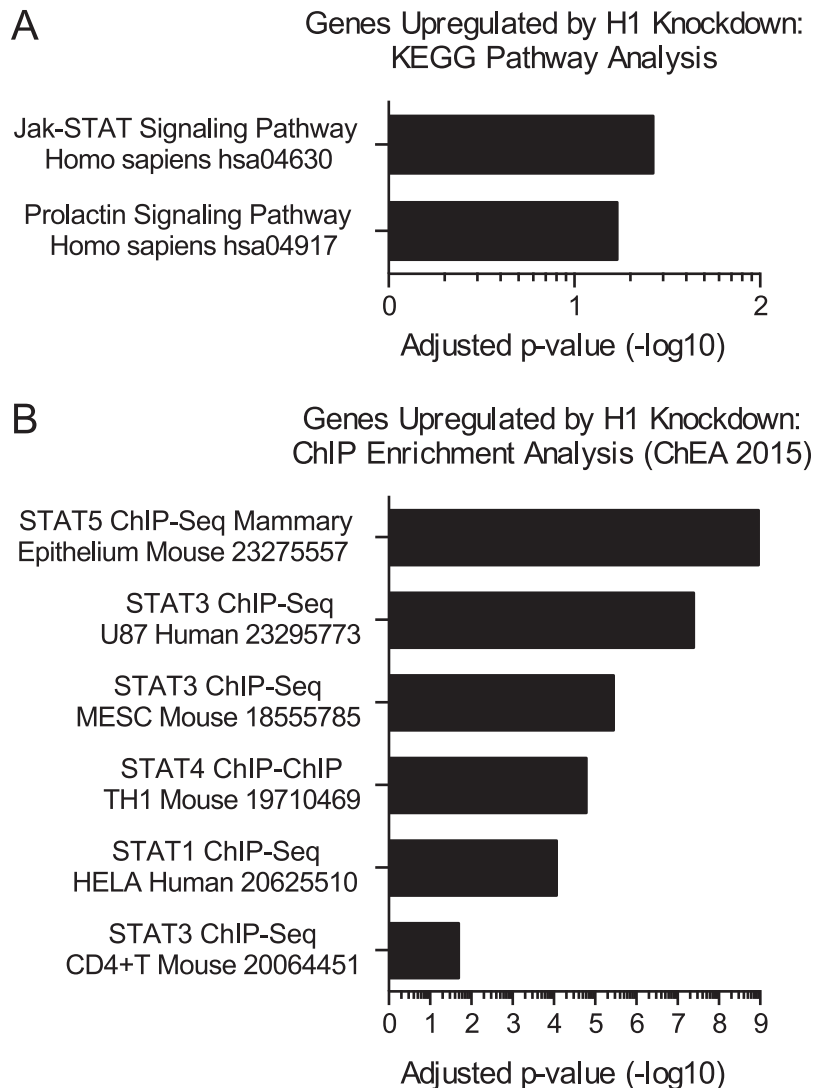 A
Genes Upregulated by H1 Knockdown:
KEGG Pathway Analysis
Jak-STAT Signaling Pathway
Homo sapiens hsa04630
Prolactin Signaling Pathway
Homo sapiens hsa04917
0 1 2
Adjusted p-value (-log10)
B
Genes Upregulated by H1 Knockdown:
ChIP Enrichment Analysis (ChEA 2015)
STAT5 ChIP-Seq Mammary
Epithelium Mouse 23275557
STAT3 ChIP-Seq
U87 Human 23295773
STAT3 ChIP-Seq
MESC Mouse 18555785
STAT4 ChIP-ChIP
TH1 Mouse 19710469
STAT1 ChIP-Seq
HELA Human 20625510
STAT3 ChIP-Seq
CD4+T Mouse 20064451
0 1 2 3 4 5 6 7 8 9
Adjusted p-value (-log10)